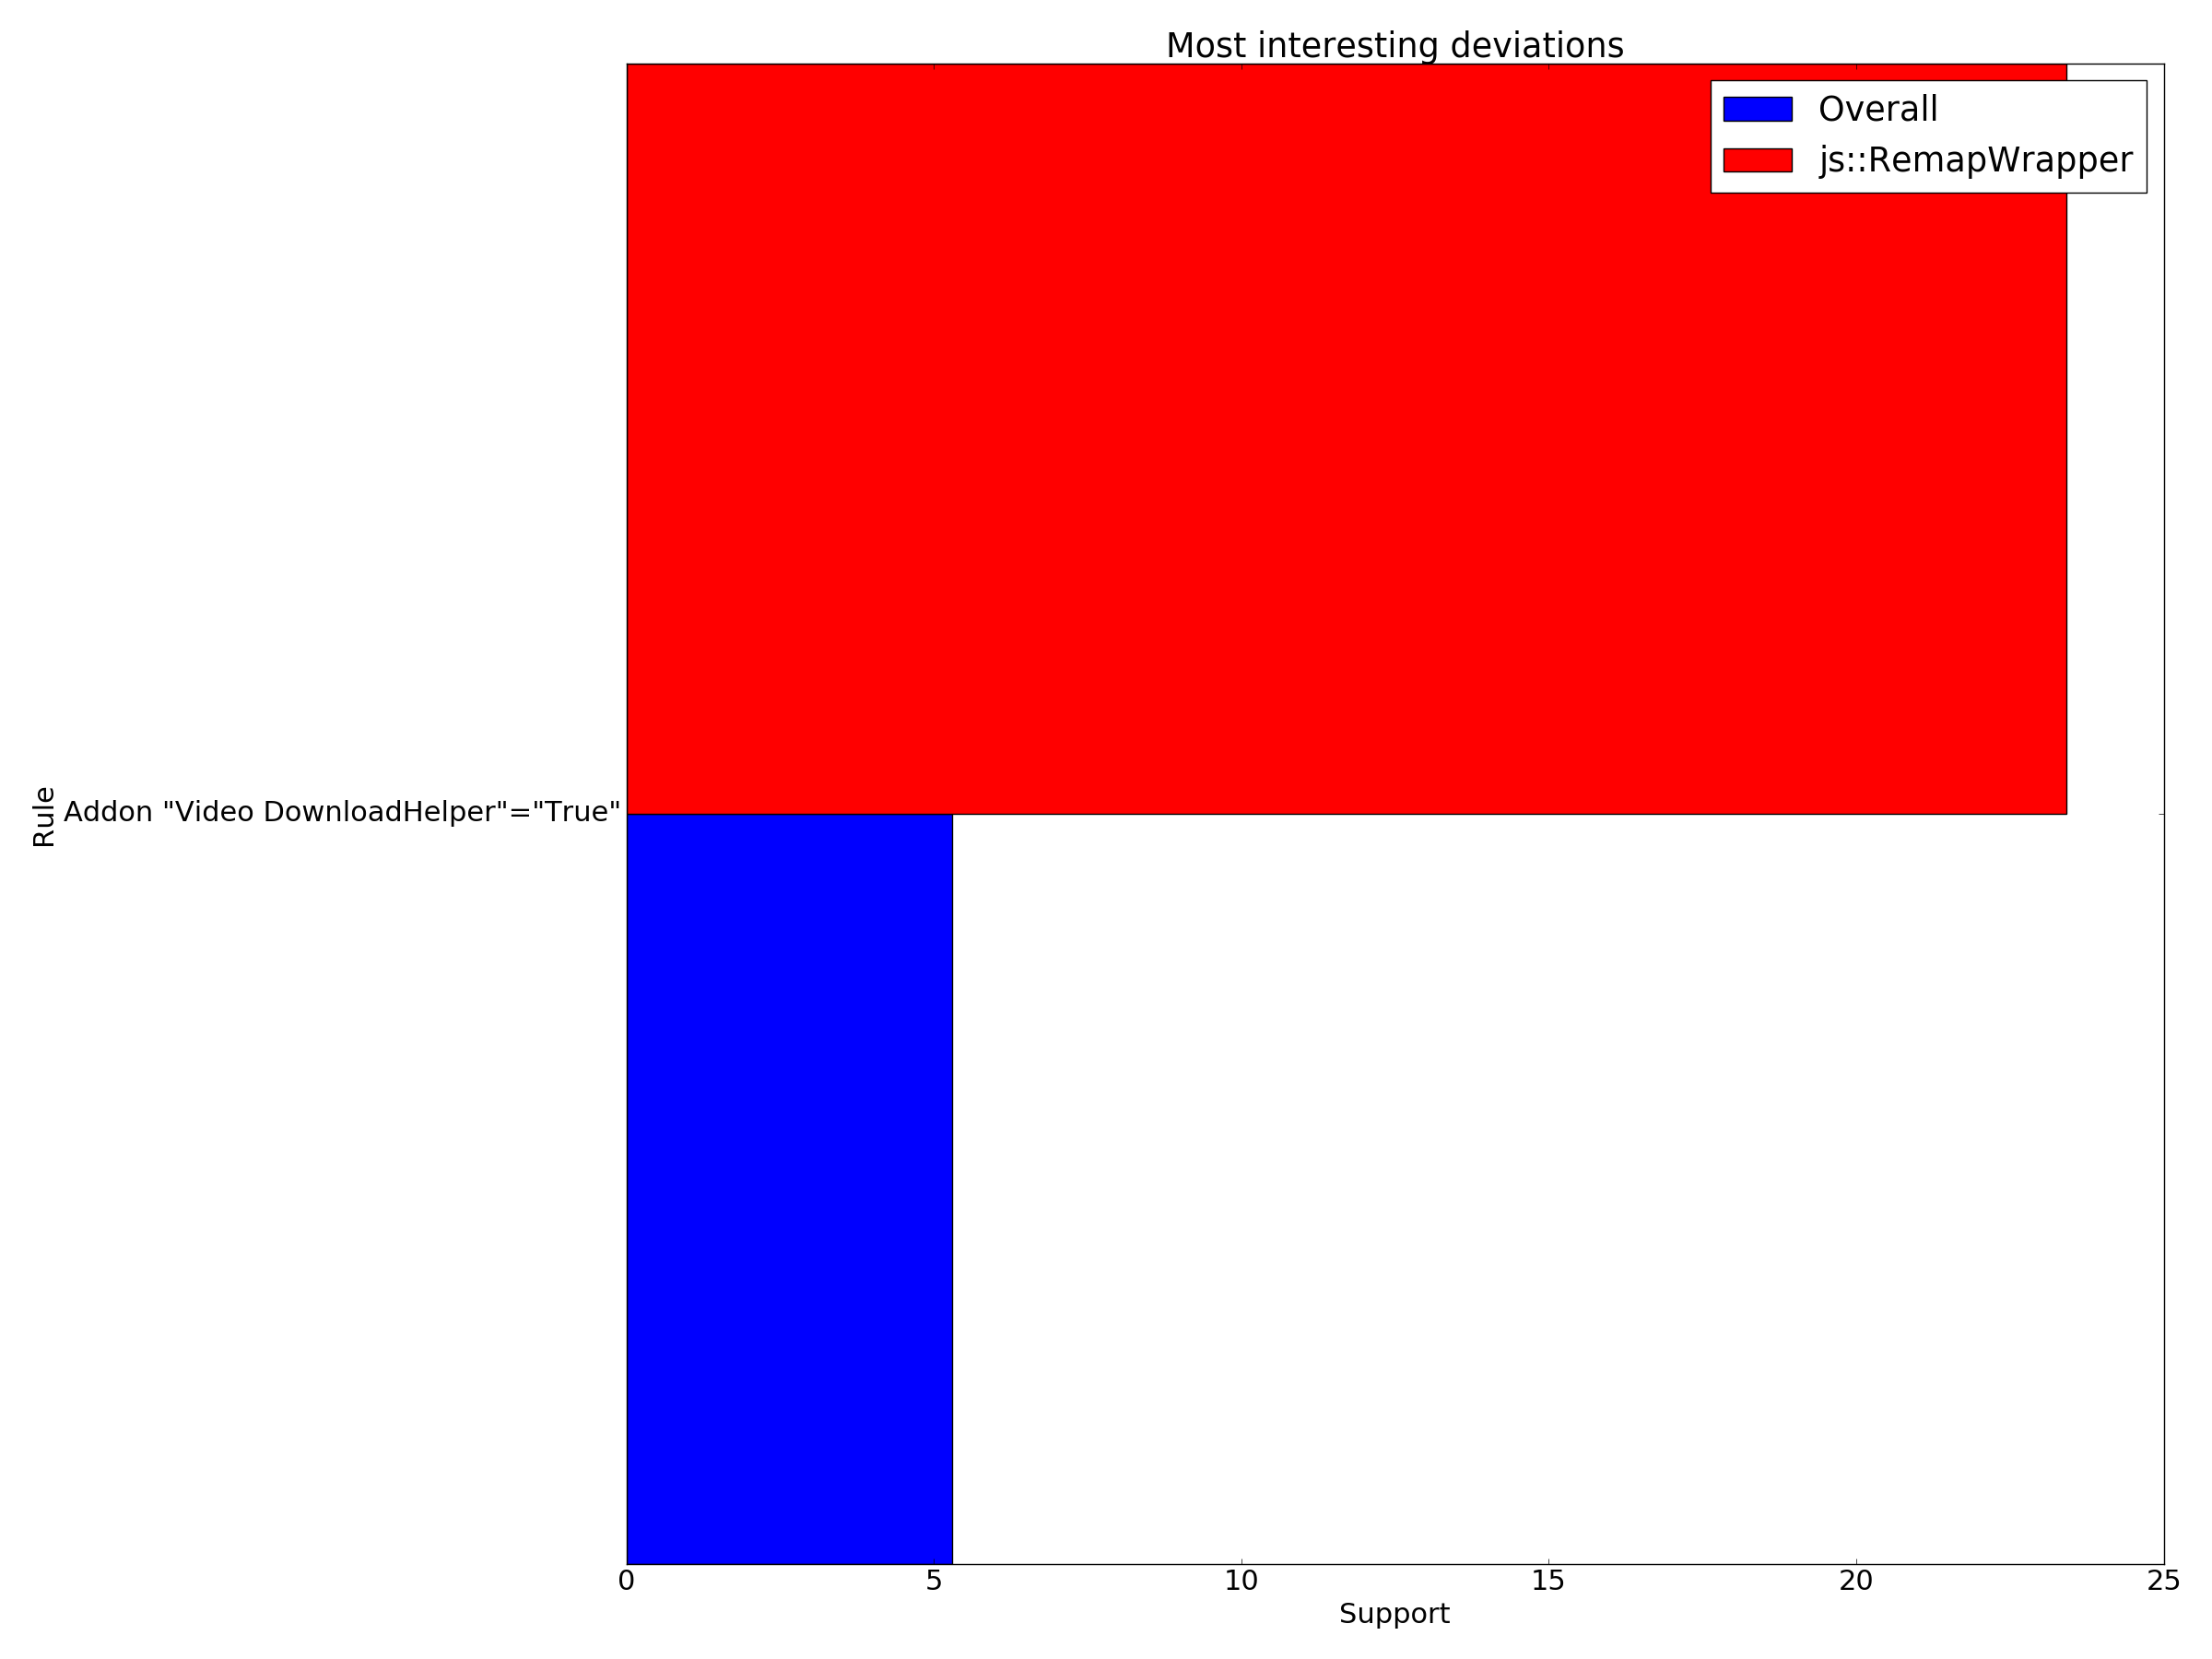 Most interesting deviations
Overall
js::RemapWrapper
Rule
Addon "Video DownloadHelper"="True"
0 5 10 15 20 25
Support